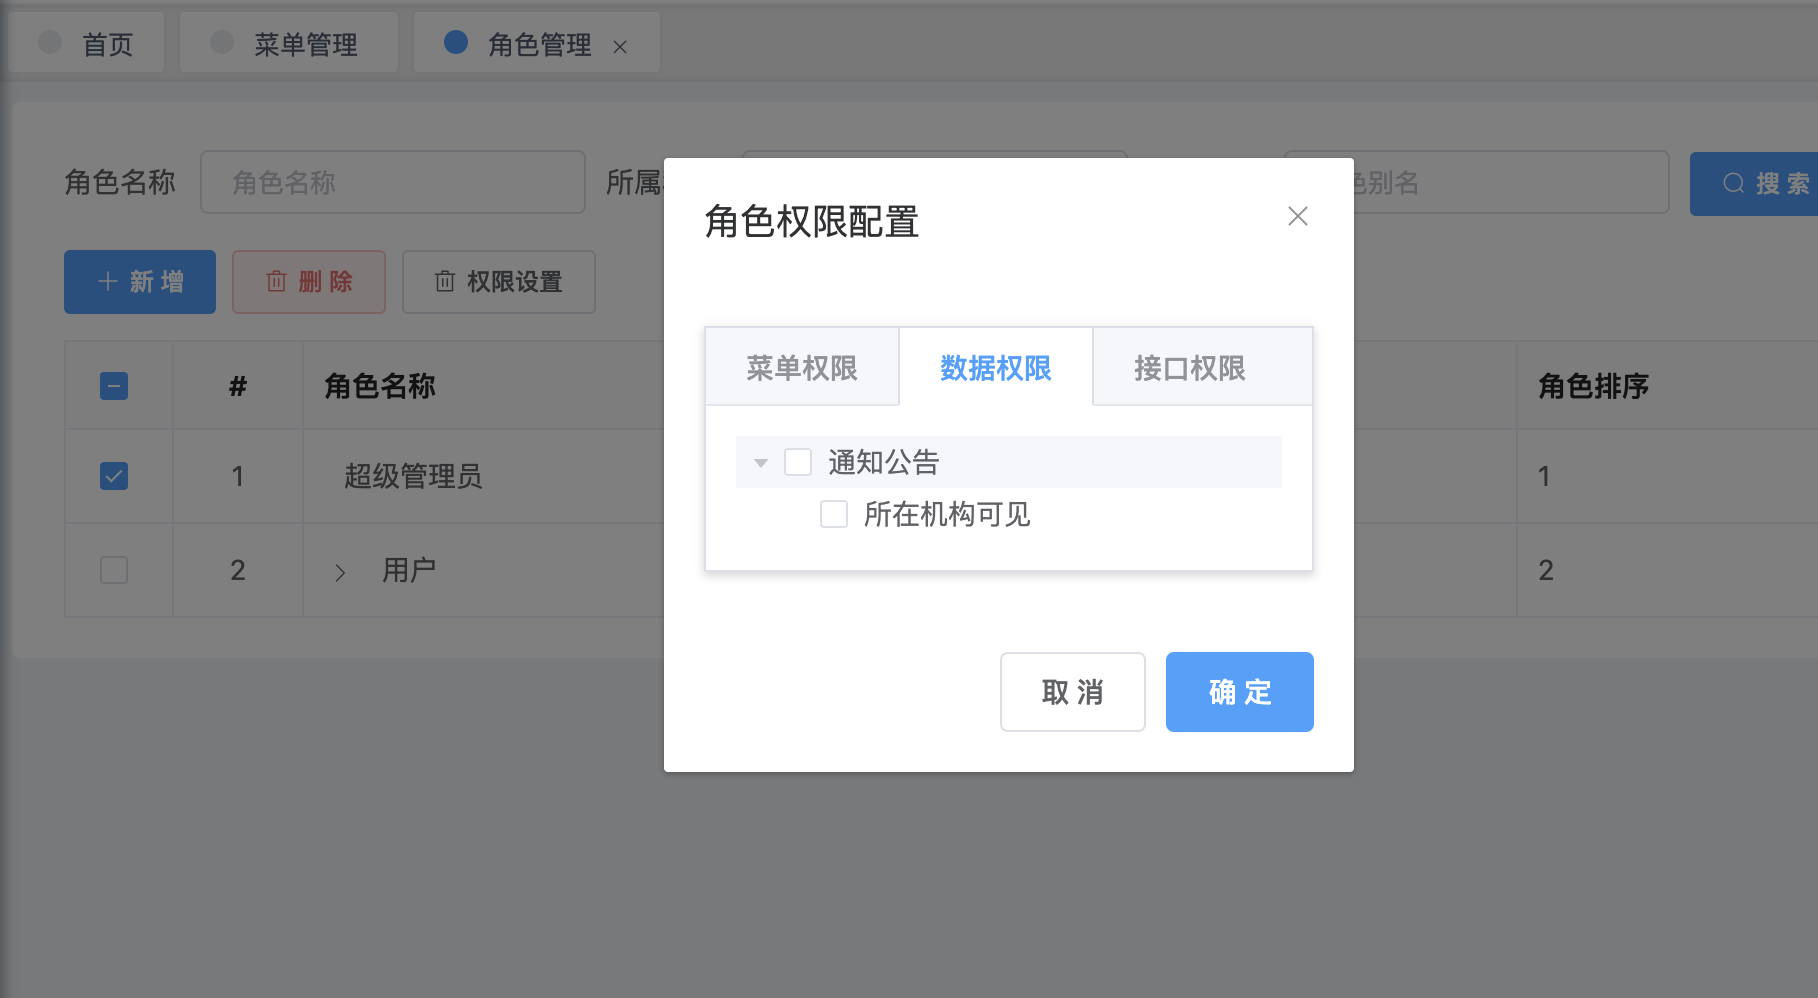 首页
菜单管理
角色管理
角色名称
角色名称
所属
色别名
搜 索
新 增
删 除
权限设置
#
角色名称
角色排序
1
超级管理员
1
2
用户
2
角色权限配置
菜单权限
数据权限
接口权限
通知公告
所在机构可见
取 消
确 定